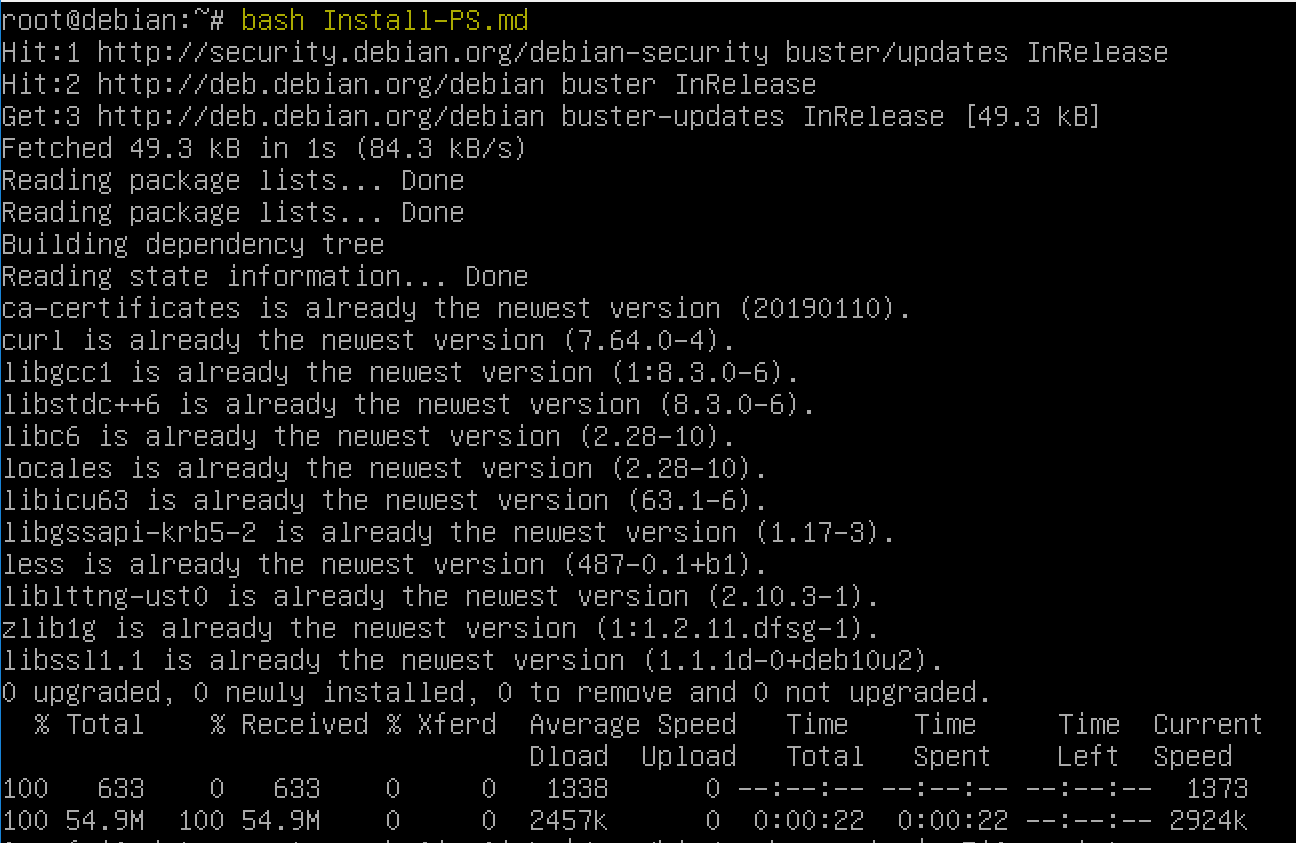 root@debian:~# bash Install-PS.md
Hit:1 http://security.debian.org/debian-security buster/updates InRelease
Hit:2 http://deb.debian.org/debian buster InRelease
Get:3 http://deb.debian.org/debian buster-updates InRelease [49.3 kB]
Fetched 49.3 kB in 1s (84.3 kB/s)
Reading package lists... Done
Reading package lists... Done
Building dependency tree
Reading state information... Done
ca-certificates is already the newest version (20190110).
curl is already the newest version (7.64.0-4).
libgcc1 is already the newest version (1:8.3.0-6).
libstdc++6 is already the newest version (8.3.0-6).
libc6 is already the newest version (2.28-10).
locales is already the newest version (2.28-10).
libicu63 is already the newest version (63.1-6).
libgssapi-krb5-2 is already the newest version (1.17-3).
less is already the newest version (487-0.1+b1).
liblttng-ust0 is already the newest version (2.10.3-1).
zlib1g is already the newest version (1:1.2.11.dfsg-1).
libssl1.1 is already the newest version (1.1.1d-0+deb10u2).
0 upgraded, 0 newly installed, 0 to remove and 0 not upgraded.
% Total % Received % Xferd Average Speed Time Time Time Current
Dload Upload Total Spent Left Speed
100 633 0 633 0 0 1338 0 --:--:-- --:--:-- --:--:-- 1373
100 54.9M 100 54.9M 0 0 2457k 0 0:00:22 0:00:22 --:--:-- 2924k